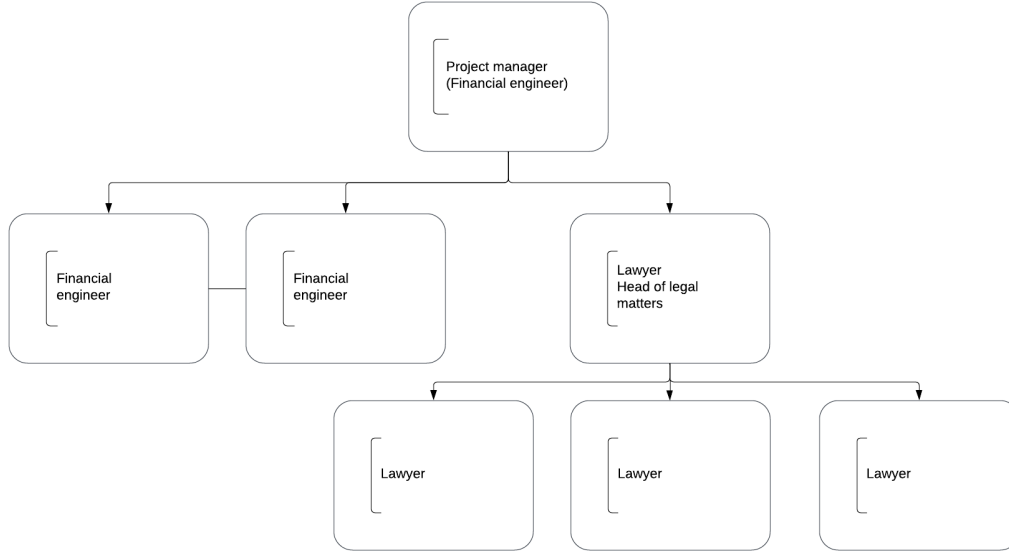 Project manager
(Financial engineer)
Financial
engineer
Financial
engineer
Lawyer
Head of legal
matters
Lawyer
Lawyer
Lawyer